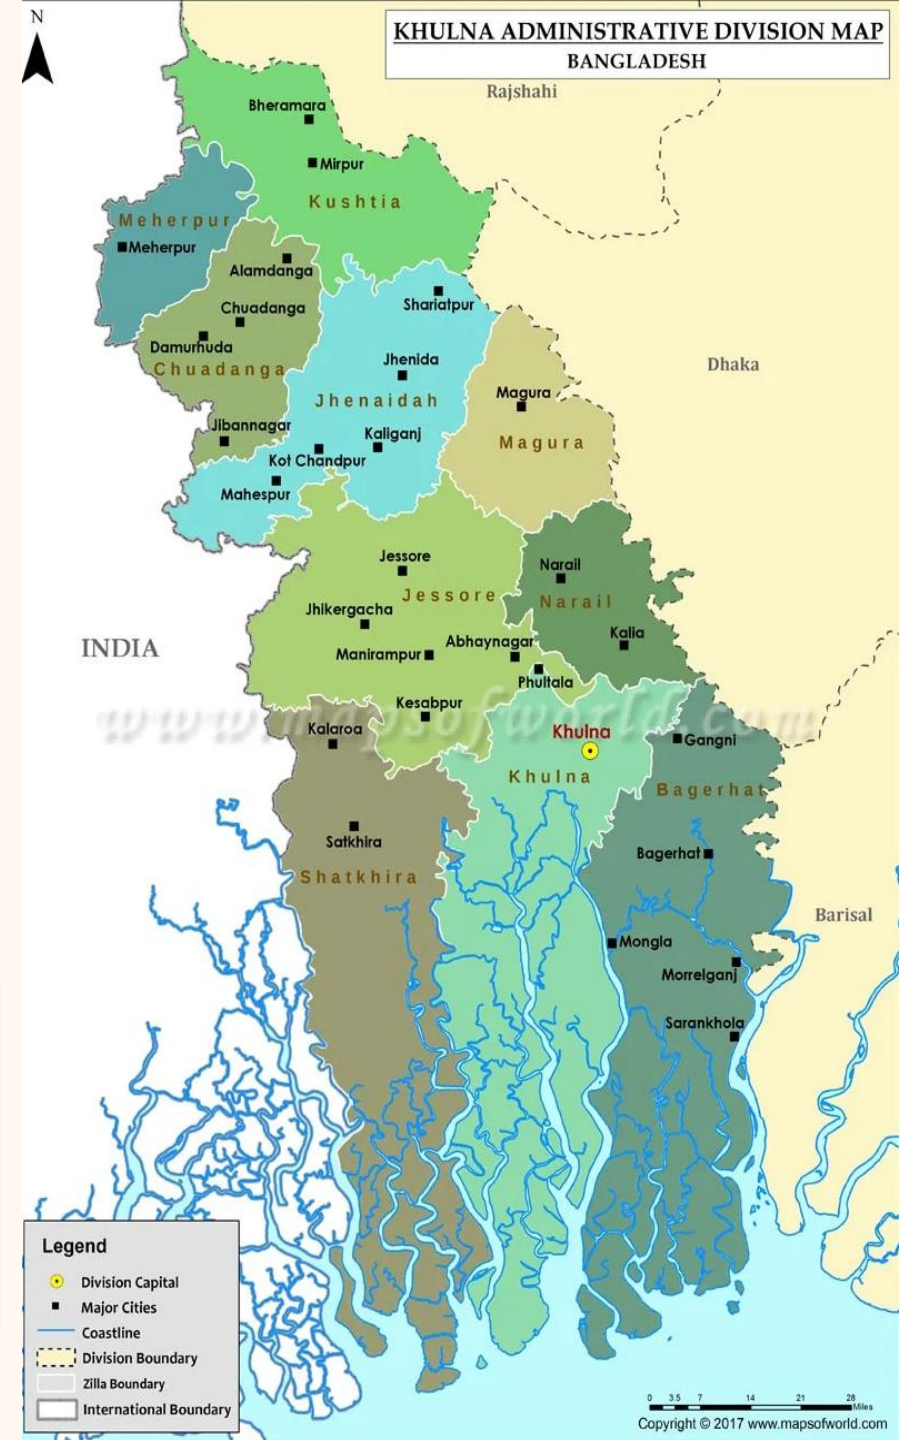 N
KHULNA ADMINISTRATIVE DIVISION MAP
BANGLADESH
Rajshahi
Bheramara
Mirpur
Kushtia
Meherpur
Meherpur
Alamdanga
Shariatpur
Chuadanga
Damurhuda
Chuadanga
Jhenida
Dhaka
Jhenaidah
Magura
Magura
Jibannagar
Kaliganj
Kot Chandpur
Mahespur
Jessore
Jessore
Narail
Narail
Jhikergacha
Kalia
Abhaynagar
INDIA
Manirampur
Phultala
Kesabpur
www.mapsofworld.com
Kalaroa
Khulna
Gangni
Khulna
Bagerhat
Satkhira
Bagerhat
Shatkhira
Barisal
Mongla
Morrelganj
Sarankhola
Legend
Division Capital
Major Cities
Coastline
Division Boundary
Zilla Boundary
International Boundary
0 3.5 7 14 21 28
Miles
Copyright © 2017 www.mapsofworld.com